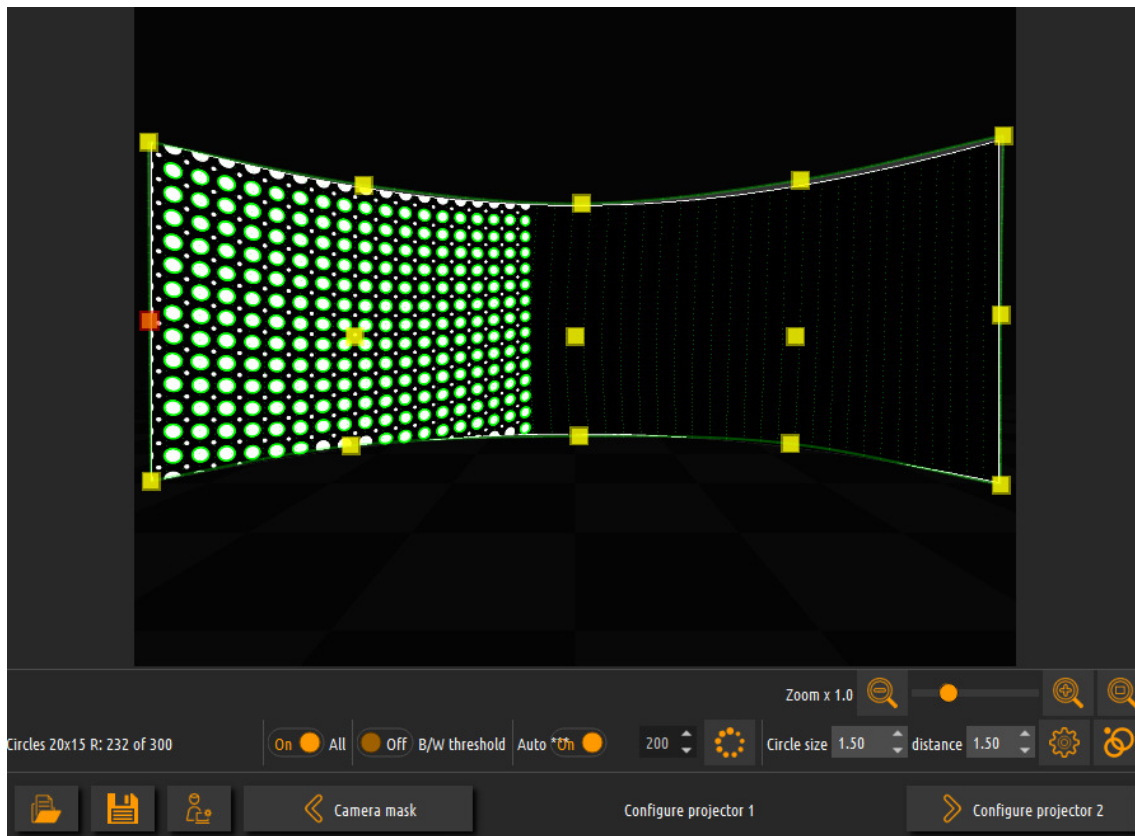 Zoom x 1.0
Circles 20x15 R: 232 of 300 On All Off B/W threshold Auto *** On 200 Circle size 1.50 distance 1.50
Camera mask Configure projector 1 Configure projector 2